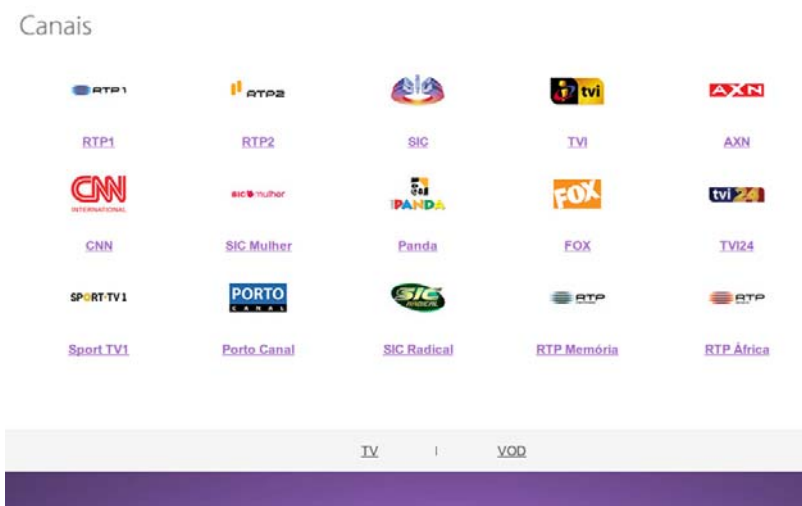 Canais
RTP1 RTP2 SIC tvi AXN
RTP1 RTP2 SIC TVI AXN
CNN SIC mulher PANDA FOX tvi 24
INTERNATIONAL
CNN SIC Mulher Panda FOX TVI24
SPORT·TV1 PORTO SIC RTP RTP
CANAL RADICAL
Sport TV1 Porto Canal SIC Radical RTP Memória RTP África
TV | VOD